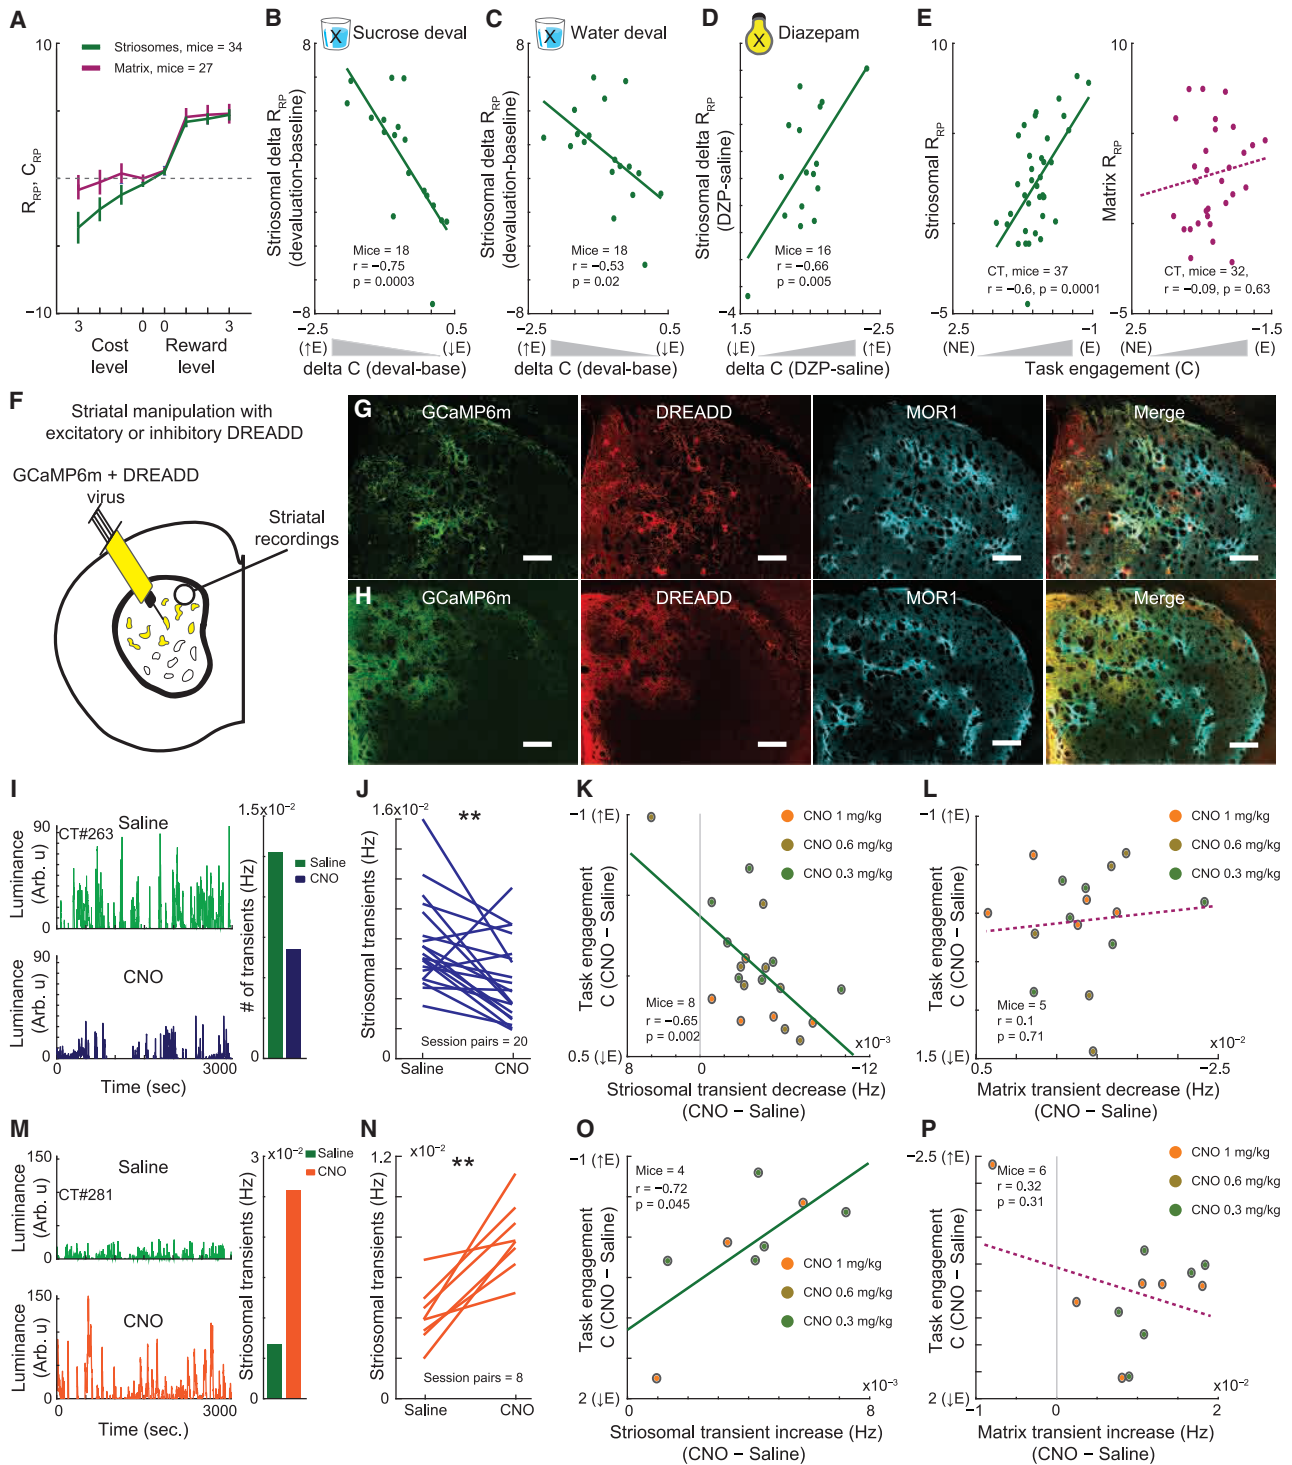 A
10
Striosomes, mice = 34
Matrix, mice = 27
R_RP, C_RP
−10
3 0 0 3
Cost level
Reward level
B
X
Sucrose deval
8
Striosomal delta R_RP
(devaluation-baseline)
Mice = 18
r = −0.75
p = 0.0003
−8
−2.5 0.5
(↑E) (↓E)
delta C (deval-base)
C
X
Water deval
8
Striosomal delta R_RP
(devaluation-baseline)
Mice = 18
r = −0.53
p = 0.02
−8
−2.5 0.5
(↑E) (↓E)
delta C (deval-base)
D
X
Diazepam
8
Striosomal delta R_RP
(DZP-saline)
Mice = 16
r = −0.66
p = 0.005
−4
1.5 −2.5
(↓E) (↑E)
delta C (DZP-saline)
E
10
Striosomal R_RP
CT, mice = 37
r = −0.6, p = 0.0001
−5
2.5 −1
(NE) (E)
10
Matrix R_RP
CT, mice = 32,
r = −0.09, p = 0.63
−5
2.5 −1.5
(NE) (E)
Task engagement (C)
F
Striatal manipulation with
excitatory or inhibitory DREADD
GCaMP6m + DREADD
virus
Striatal
recordings
G
GCaMP6m
DREADD
MOR1
Merge
H
GCaMP6m
DREADD
MOR1
Merge
I
90
Saline
CT#263
Luminance
(Arb. u)
0
90
CNO
Luminance
(Arb. u)
0
0 3000
Time (sec)
1.5x10⁻²
# of transients (Hz)
0
Saline
CNO
J
1.6x10⁻²
**
Striosomal transients (Hz)
0
Session pairs = 20
Saline CNO
K
−1 (↑E)
CNO 1 mg/kg
CNO 0.6 mg/kg
CNO 0.3 mg/kg
Task engagement
C (CNO − Saline)
Mice = 8
r = −0.65
p = 0.002
x10⁻³
0.5 (↓E)
8 0 −12
Striosomal transient decrease (Hz)
(CNO − Saline)
L
−1 (↑E)
CNO 1 mg/kg
CNO 0.6 mg/kg
CNO 0.3 mg/kg
Task engagement
C (CNO − Saline)
Mice = 5
r = 0.1
p = 0.71
x10⁻²
1.5 (↓E)
0.5 −2.5
Matrix transient decrease (Hz)
(CNO − Saline)
M
150
Saline
CT#281
Luminance
(Arb. u)
0
150
CNO
Luminance
(Arb. u)
0
0 3000
Time (sec.)
3 x10⁻²
Striosomal transients (Hz)
0
Saline
CNO
N
1.2 x10⁻²
**
Striosomal transients (Hz)
0
Session pairs = 8
Saline CNO
O
−1 (↑E)
Mice = 4
r = −0.72
p = 0.045
Task engagement
C (CNO − Saline)
CNO 1 mg/kg
CNO 0.6 mg/kg
CNO 0.3 mg/kg
x10⁻³
2 (↓E)
0 8
Striosomal transient increase (Hz)
(CNO − Saline)
P
−2.5 (↑E)
Mice = 6
r = 0.32
p = 0.31
CNO 1 mg/kg
CNO 0.6 mg/kg
CNO 0.3 mg/kg
Task engagement
C (CNO − Saline)
x10⁻²
2 (↓E)
−1 0 2
Matrix transient increase (Hz)
(CNO − Saline)